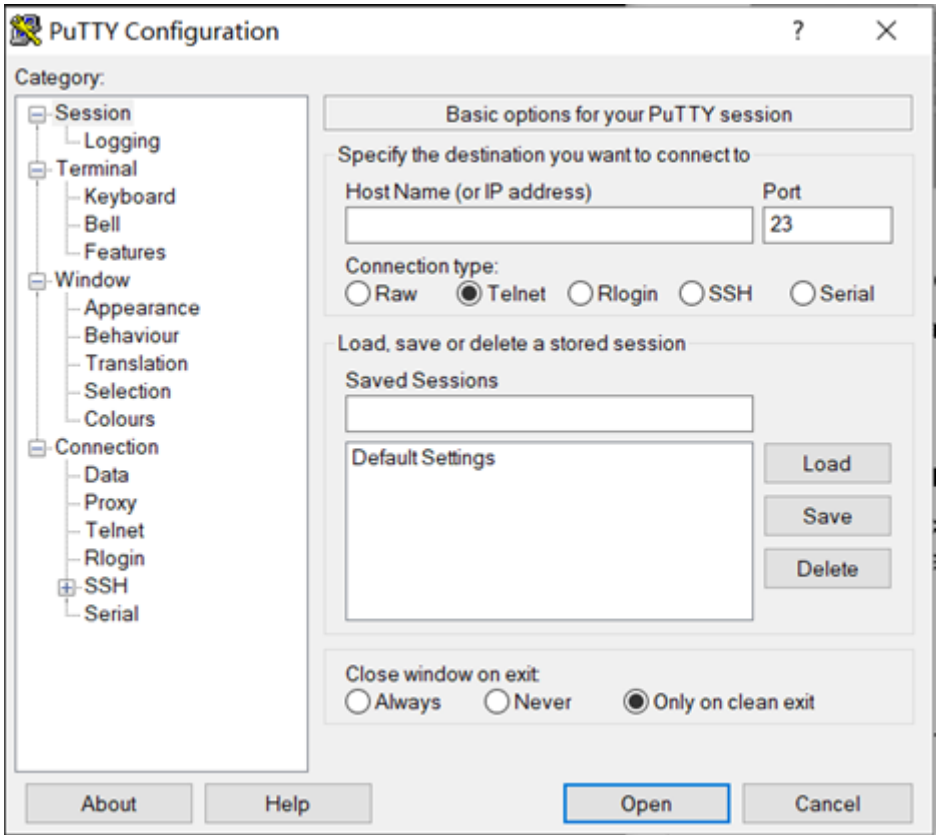 PuTTY Configuration
?
Category:
Session
Logging
Terminal
Keyboard
Bell
Features
Window
Appearance
Behaviour
Translation
Selection
Colours
Connection
Data
Proxy
Telnet
Rlogin
SSH
Serial
Basic options for your PuTTY session
Specify the destination you want to connect to
Host Name (or IP address) Port
23
Connection type:
Raw Telnet Rlogin SSH Serial
Load, save or delete a stored session
Saved Sessions
Default Settings
Load
Save
Delete
Close window on exit:
Always Never Only on clean exit
About Help Open Cancel